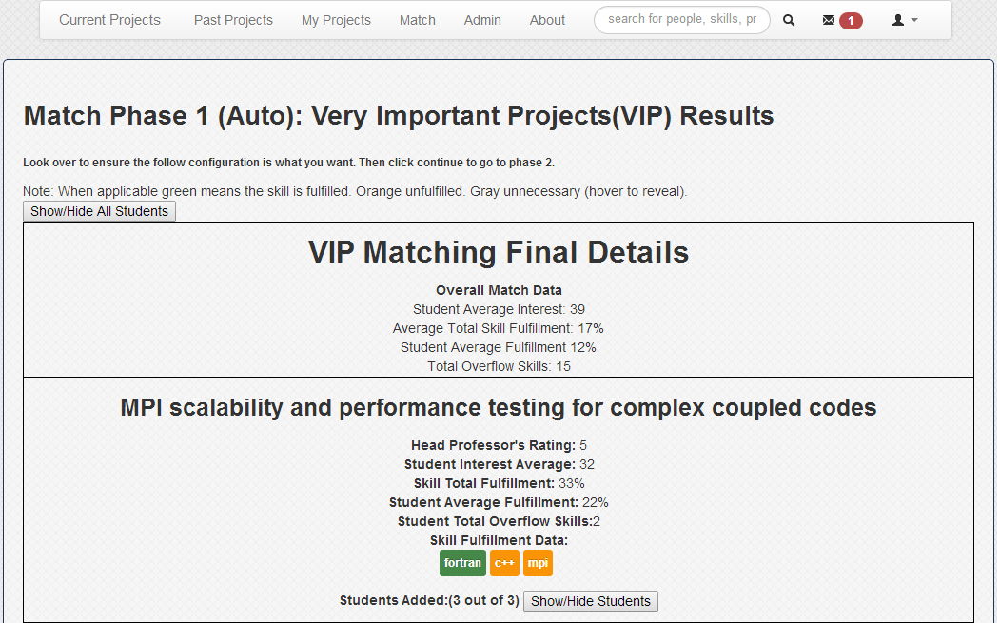 Current Projects Past Projects My Projects Match Admin About search for people, skills, pr 1
Match Phase 1 (Auto): Very Important Projects(VIP) Results
Look over to ensure the follow configuration is what you want. Then click continue to go to phase 2.
Note: When applicable green means the skill is fulfilled. Orange unfulfilled. Gray unnecessary (hover to reveal).
Show/Hide All Students
VIP Matching Final Details
Overall Match Data
Student Average Interest: 39
Average Total Skill Fulfillment: 17%
Student Average Fulfillment 12%
Total Overflow Skills: 15
MPI scalability and performance testing for complex coupled codes
Head Professor's Rating: 5
Student Interest Average: 32
Skill Total Fulfillment: 33%
Student Average Fulfillment: 22%
Student Total Overflow Skills:2
Skill Fulfillment Data:
fortran c++ mpi
Students Added:(3 out of 3) Show/Hide Students